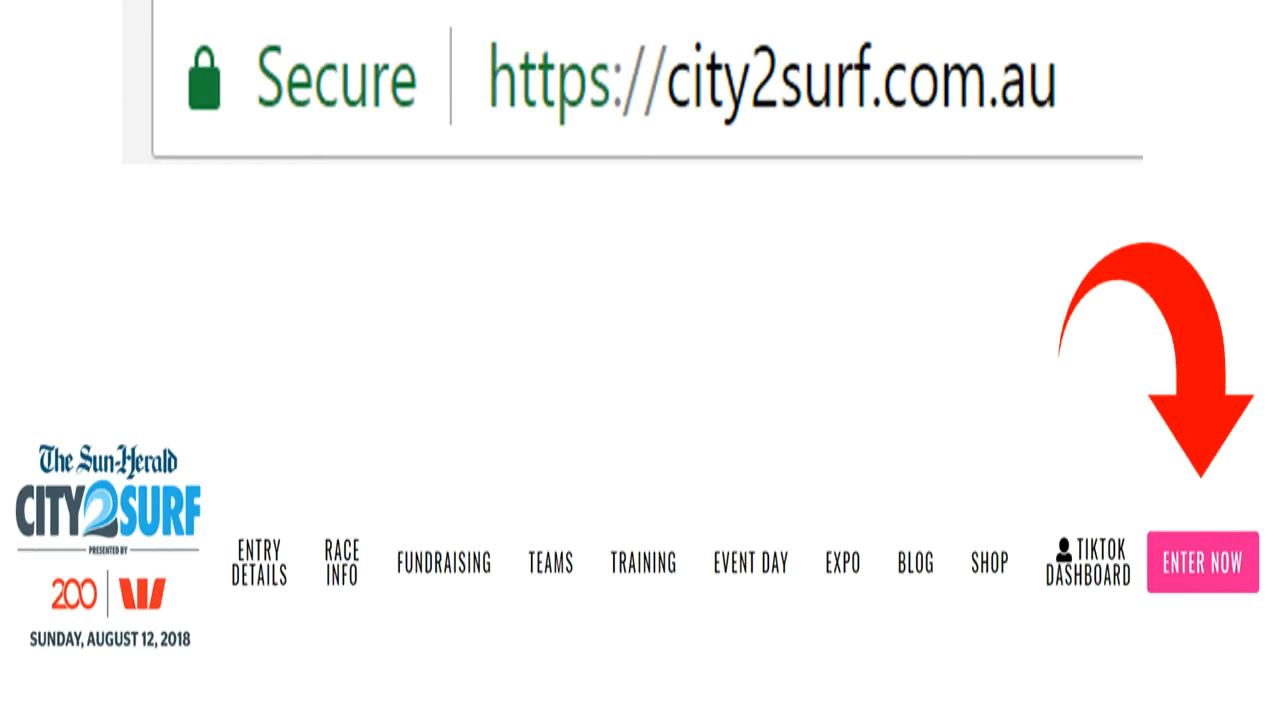 Secure | https://city2surf.com.au
The Sun-Herald
CITY2SURF
PRESENTED BY
200
SUNDAY, AUGUST 12, 2018
ENTRY
DETAILS
RACE
INFO
FUNDRAISING
TEAMS
TRAINING
EVENT DAY
EXPO
BLOG
SHOP
TIKTOK
DASHBOARD
ENTER NOW